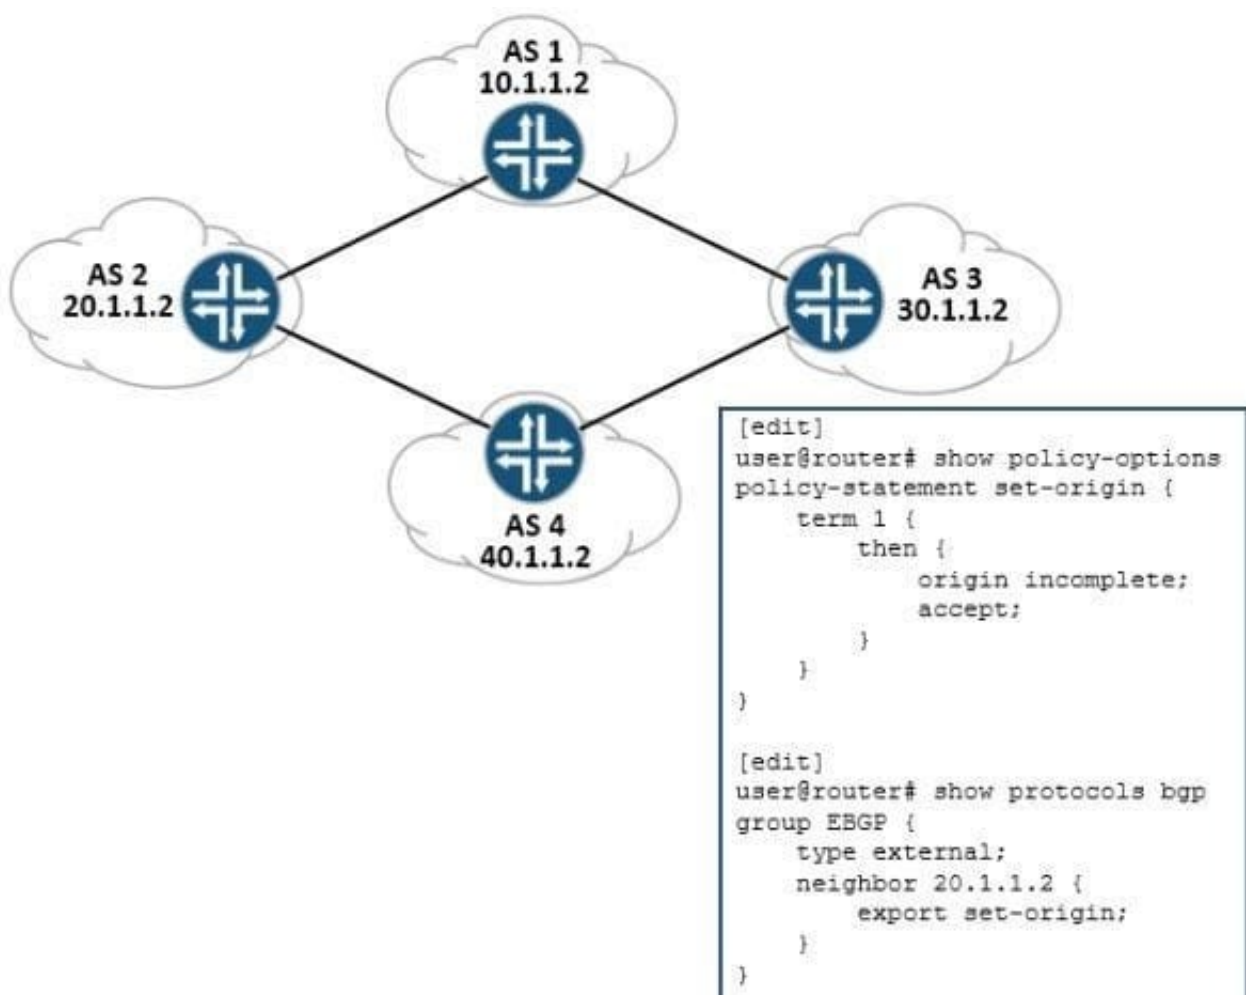 AS 1
10.1.1.2
AS 2
20.1.1.2
AS 3
30.1.1.2
AS 4
40.1.1.2
[edit]
user@router# show policy-options
policy-statement set-origin {
    term 1 {
        then {
            origin incomplete;
            accept;
        }
    }
}
[edit]
user@router# show protocols bgp
group EBGP {
    type external;
    neighbor 20.1.1.2 {
        export set-origin;
    }
}